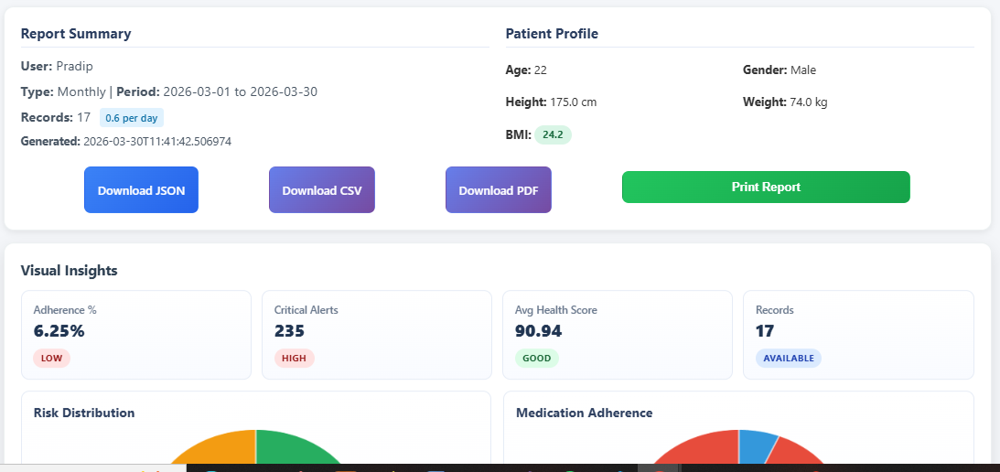 Report Summary
User: Pradip
Type: Monthly | Period: 2026-03-01 to 2026-03-30
Records: 17 0.6 per day
Generated: 2026-03-30T11:41:42.506974
Patient Profile
Age: 22
Gender: Male
Height: 175.0 cm
Weight: 74.0 kg
BMI: 24.2
Download JSON
Download CSV
Download PDF
Print Report
Visual Insights
Adherence %
6.25%
LOW
Critical Alerts
235
HIGH
Avg Health Score
90.94
GOOD
Records
17
AVAILABLE
Risk Distribution
Medication Adherence